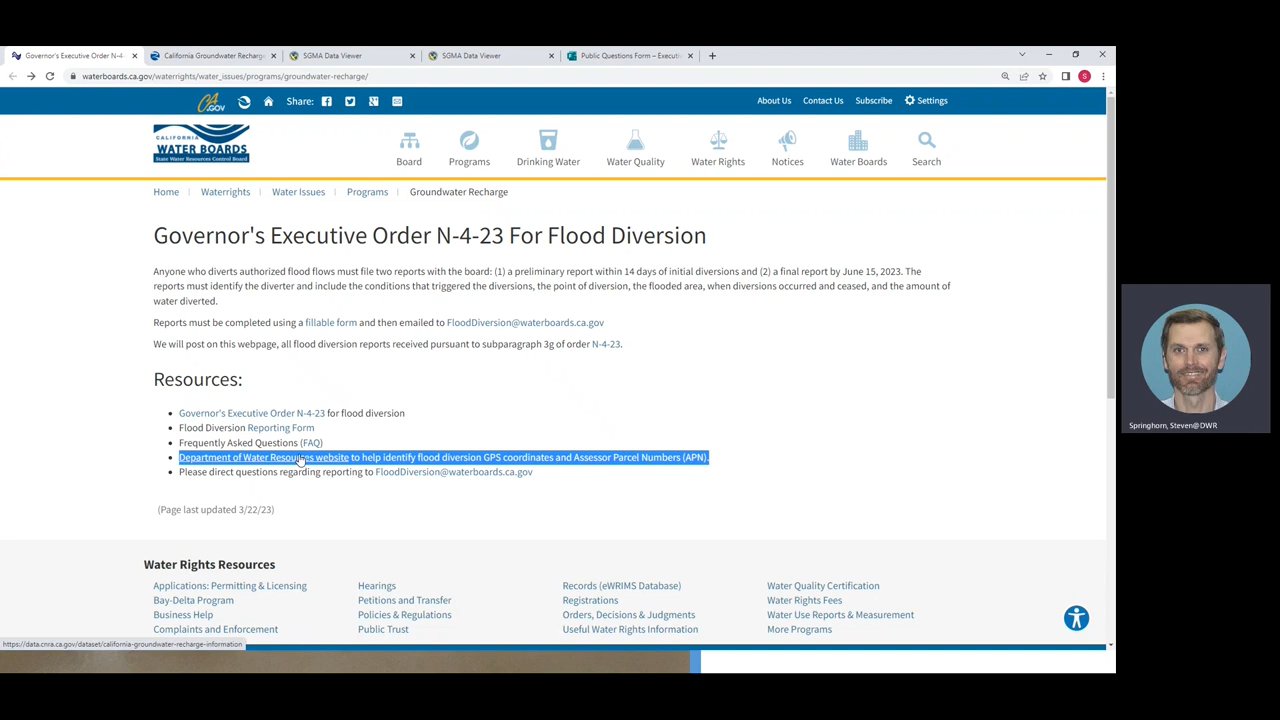 Governor's Executive Order N-4-
California Groundwater Recharge
SGMA Data Viewer
SGMA Data Viewer
Public Questions Form – Executi
waterboards.ca.gov/waterrights/water_issues/programs/groundwater-recharge/
S
CA
.GOV
Share:
About Us
Contact Us
Subscribe
Settings
CALIFORNIA
WATER BOARDS
State Water Resources Control Board
Board
Programs
Drinking Water
Water Quality
Water Rights
Notices
Water Boards
Search
Home | Waterrights | Water Issues | Programs | Groundwater Recharge
Governor's Executive Order N-4-23 For Flood Diversion
Anyone who diverts authorized flood flows must file two reports with the board: (1) a preliminary report within 14 days of initial diversions and (2) a final report by June 15, 2023. The
reports must identify the diverter and include the conditions that triggered the diversions, the point of diversion, the flooded area, when diversions occurred and ceased, and the amount of
water diverted.
Reports must be completed using a fillable form and then emailed to FloodDiversion@waterboards.ca.gov
We will post on this webpage, all flood diversion reports received pursuant to subparagraph 3g of order N-4-23.
Resources:
Governor's Executive Order N-4-23 for flood diversion
Flood Diversion Reporting Form
Frequently Asked Questions (FAQ)
Department of Water Resources website to help identify flood diversion GPS coordinates and Assessor Parcel Numbers (APN).
Please direct questions regarding reporting to FloodDiversion@waterboards.ca.gov
(Page last updated 3/22/23)
Springhorn, Steven@DWR
Water Rights Resources
Applications: Permitting & Licensing
Hearings
Records (eWRIMS Database)
Water Quality Certification
Bay-Delta Program
Petitions and Transfer
Registrations
Water Rights Fees
Business Help
Policies & Regulations
Orders, Decisions & Judgments
Water Use Reports & Measurement
Complaints and Enforcement
Public Trust
Useful Water Rights Information
More Programs
https://data.cnra.ca.gov/dataset/california-groundwater-recharge-information